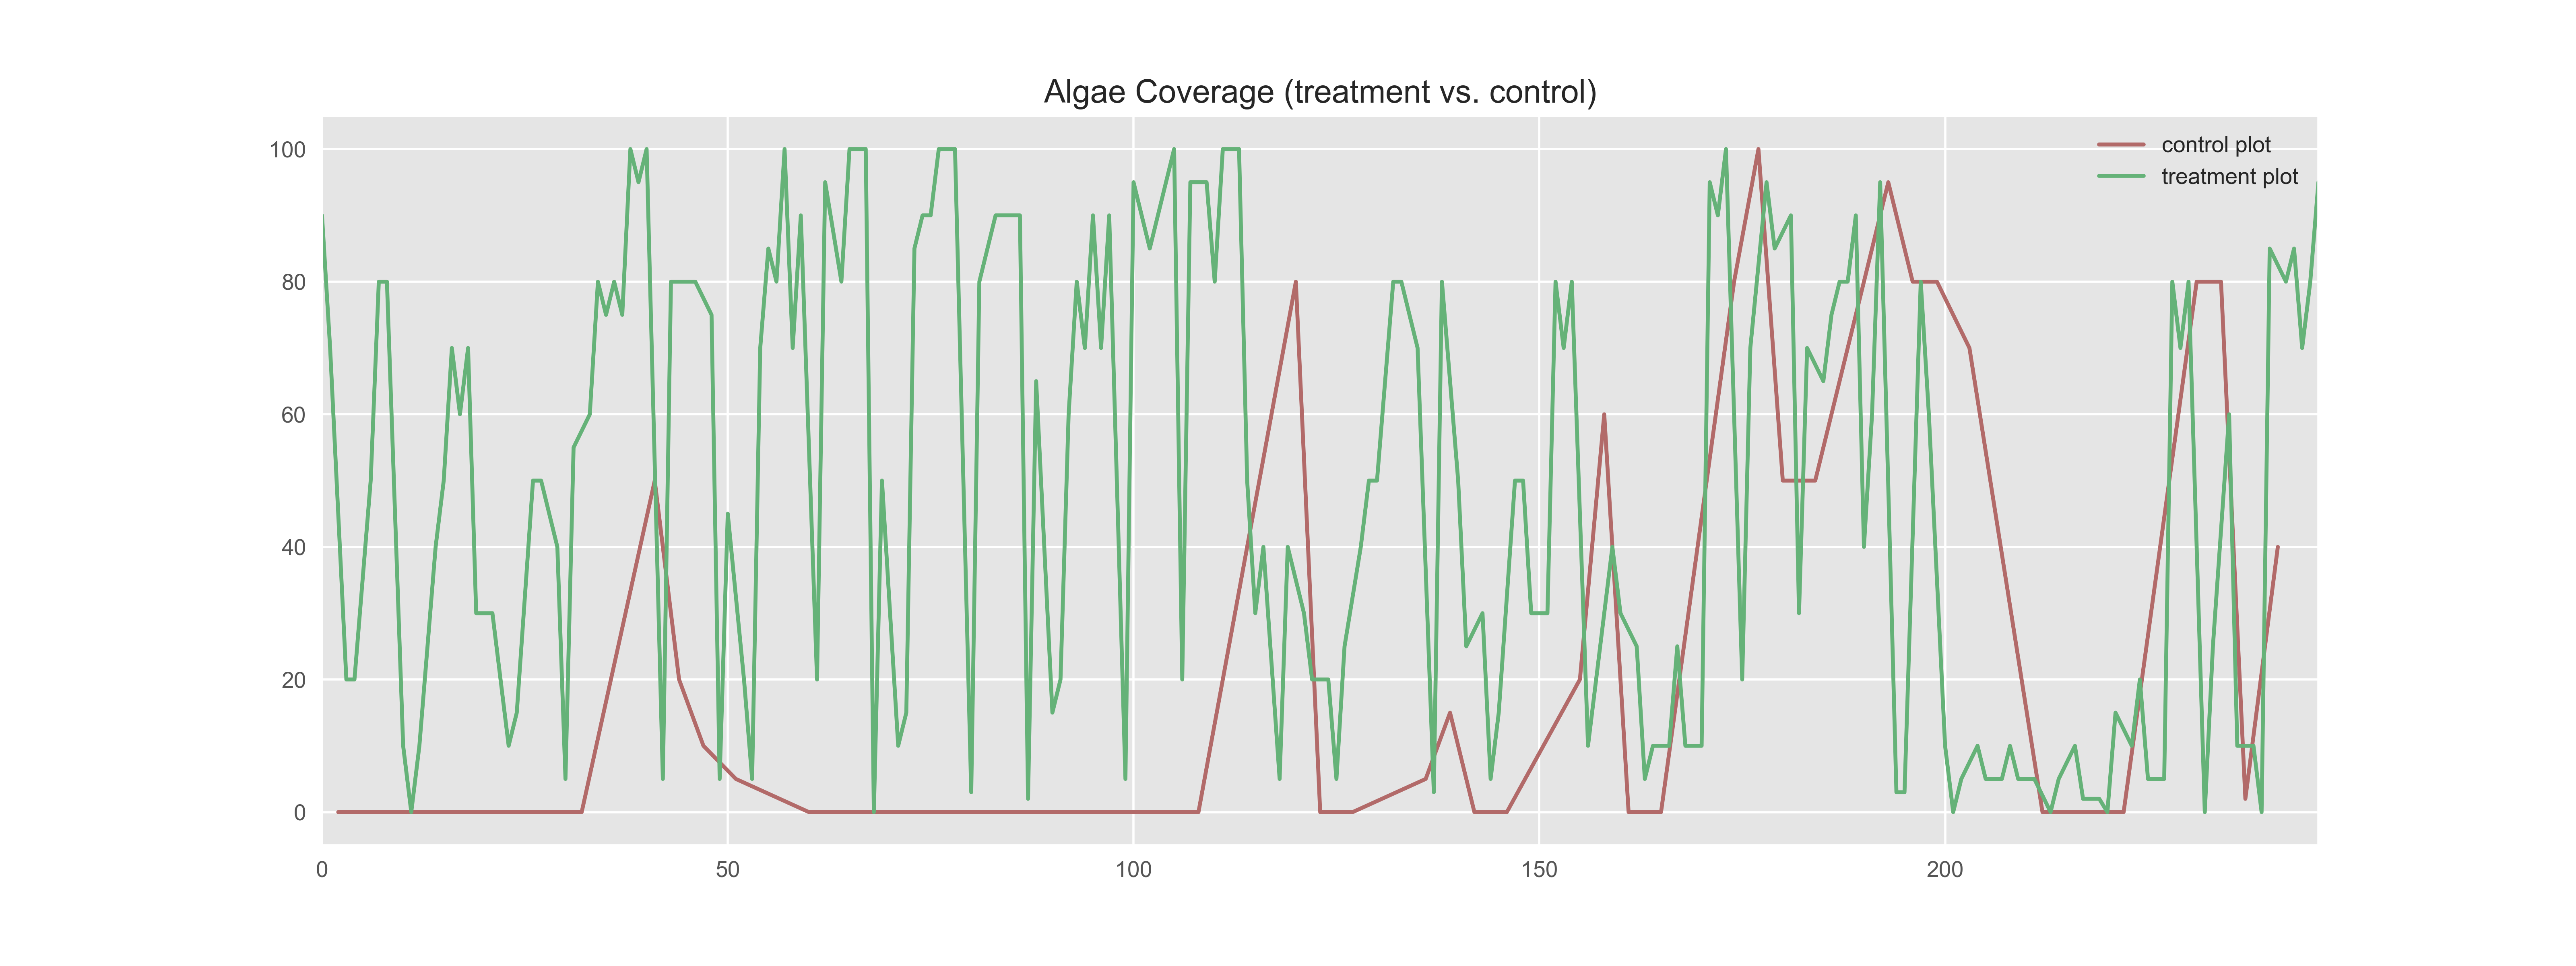 Algae Coverage (treatment vs. control)
100
80
60
40
20
0
control plot
treatment plot
0 50 100 150 200